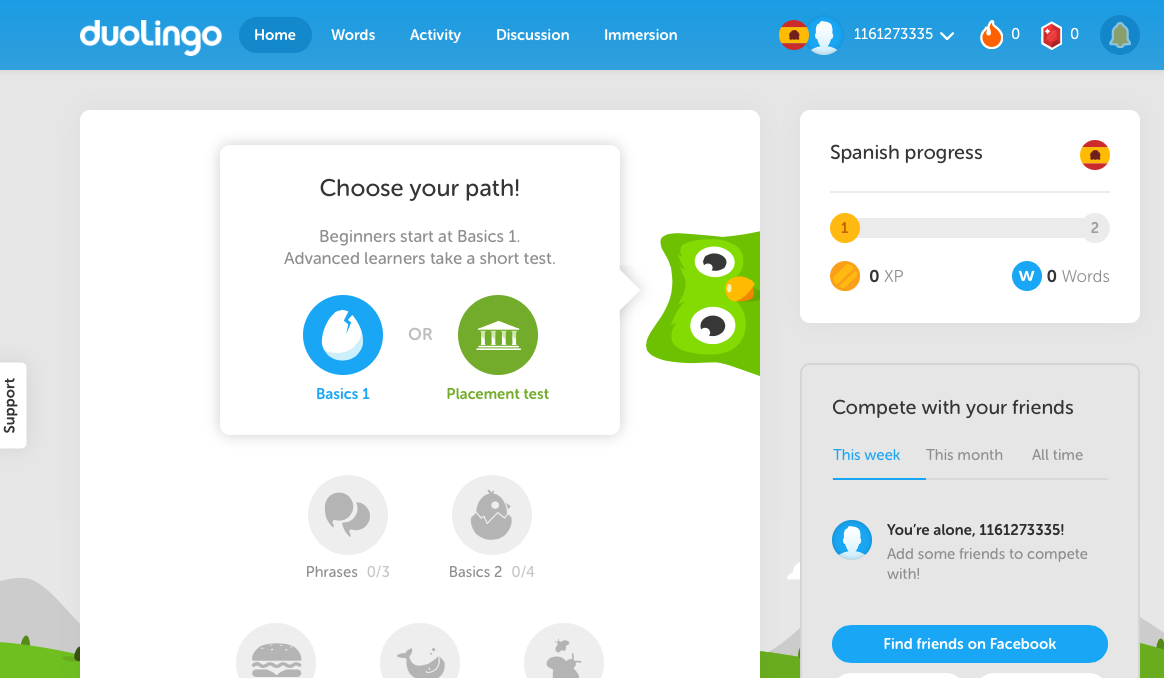 duolingo
Home Words Activity Discussion Immersion
1161273335 0 0
Choose your path!
Beginners start at Basics 1.
Advanced learners take a short test.
OR
Basics 1 Placement test
Phrases 0/3 Basics 2 0/4
Support
Spanish progress
1 2
0 XP W 0 Words
Compete with your friends
This week This month All time
You're alone, 1161273335!
Add some friends to compete
with!
Find friends on Facebook